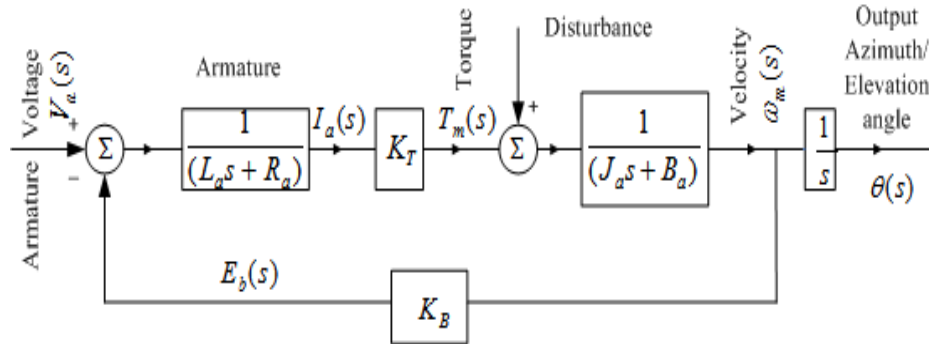 Armature Voltage
V_a(s)
+
−
Σ
Armature
1
(L_a s + R_a)
I_a(s)
K_T
Torque
T_m(s)
+
Σ
Disturbance
1
(J_a s + B_a)
Velocity
ω_m(s)
1
s
Output
Azimuth/
Elevation
angle
θ(s)
E_b(s)
K_B